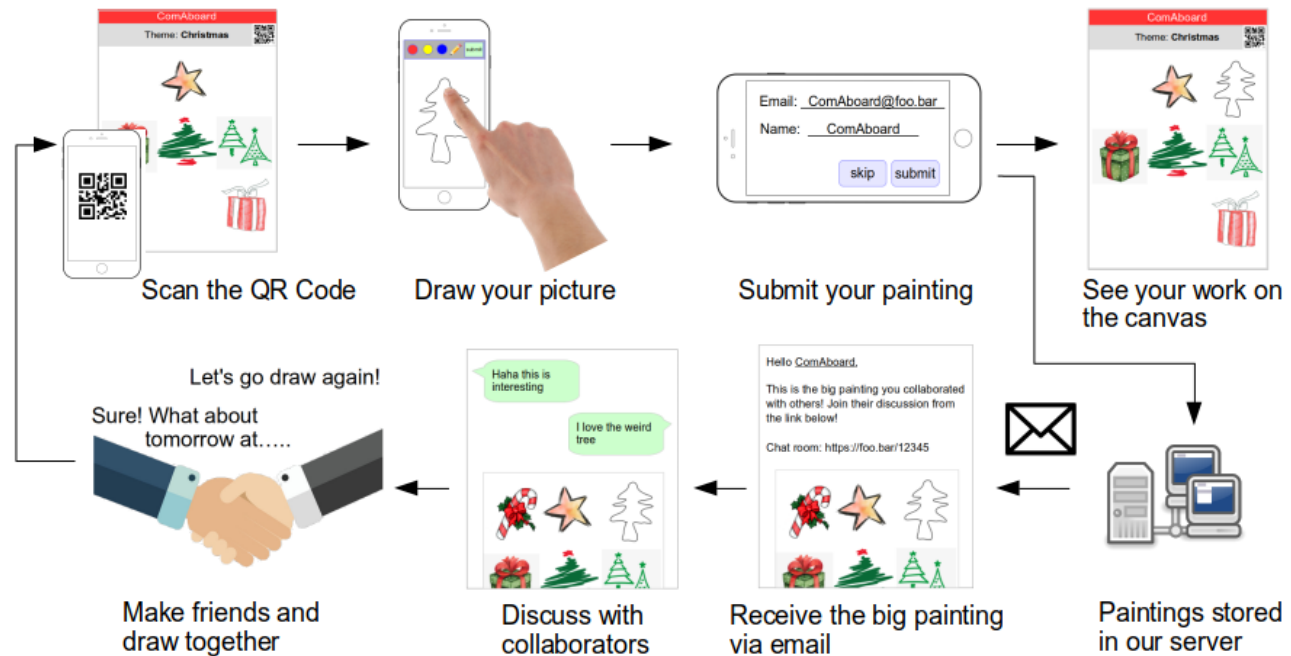 ComAboard
Theme: Christmas
Scan the QR Code
submit
Draw your picture
Email: ComAboard@foo.bar
Name: ComAboard
skip submit
Submit your painting
ComAboard
Theme: Christmas
See your work on
the canvas
Let's go draw again!
Sure! What about
tomorrow at…..
Make friends and
draw together
Haha this is
interesting
I love the weird
tree
Discuss with
collaborators
Hello ComAboard,
This is the big painting you collaborated
with others! Join their discussion from
the link below!
Chat room: https://foo.bar/12345
Receive the big painting
via email
Paintings stored
in our server